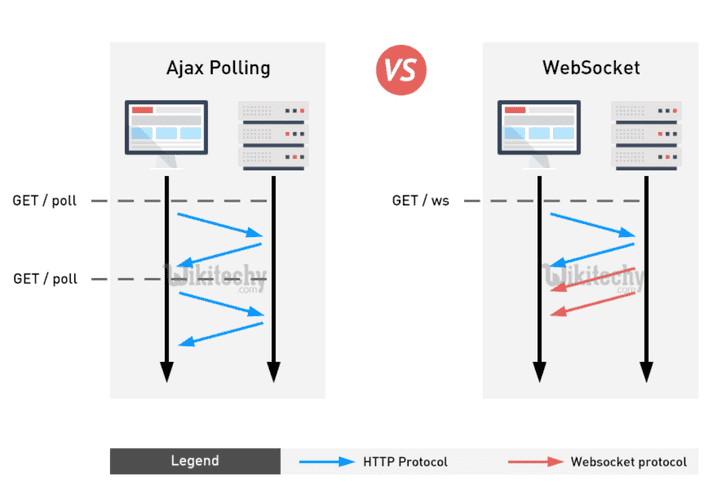 Ajax Polling
VS
WebSocket
GET / poll
GET / ws
Wikitechy
.com
Wikitechy
.com
GET / poll
Legend
HTTP Protocol
Websocket protocol